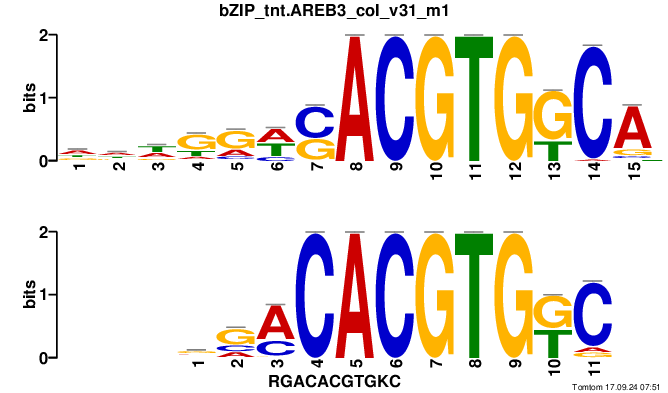 bZIP_tnt.AREB3_col_v31_m1
2
1
0
bits
ACGTGGCA
1 2 3 4 5 6 7 8 9 10 11 12 13 14 15
2
1
0
bits
GACACGTGGC
1 2 3 4 5 6 7 8 9 10 11
RGACACGTGKC
Tomtom 17.09.24 07:51